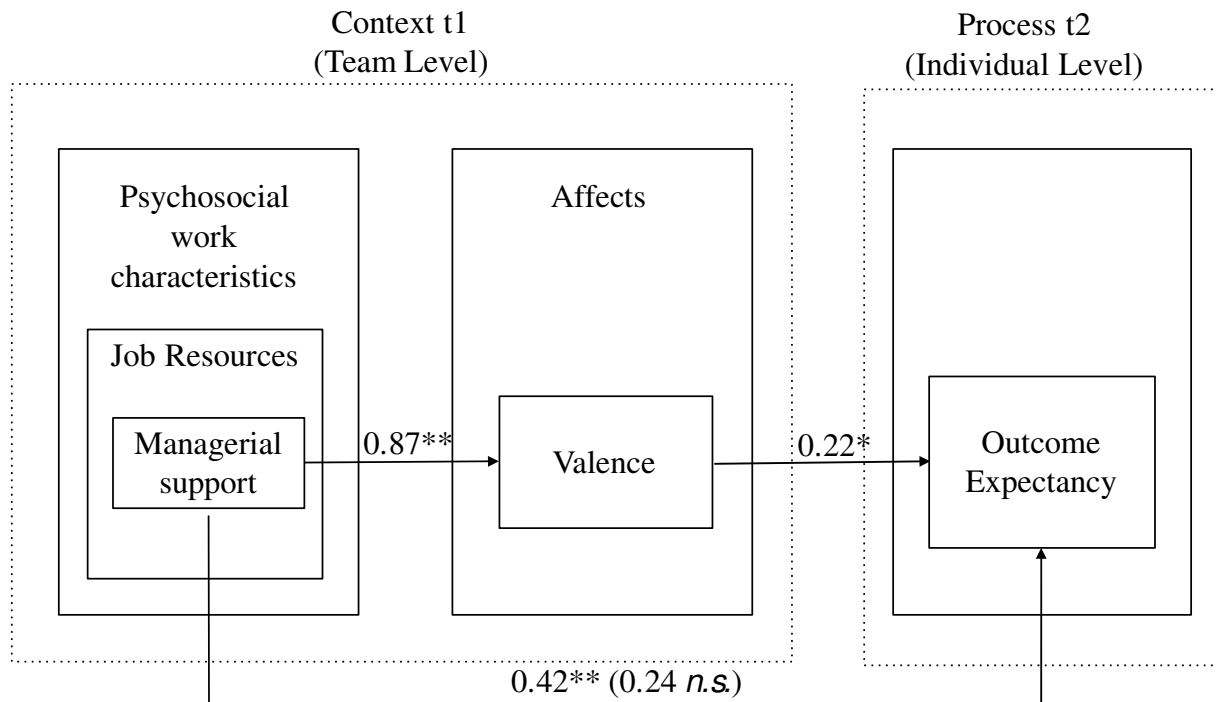 Context t1
(Team Level)
Process t2
(Individual Level)
Psychosocial
work
characteristics
Job Resources
Managerial
support
0.87**
Affects
Valence
0.22*
Outcome
Expectancy
0.42** (0.24 n.s.)